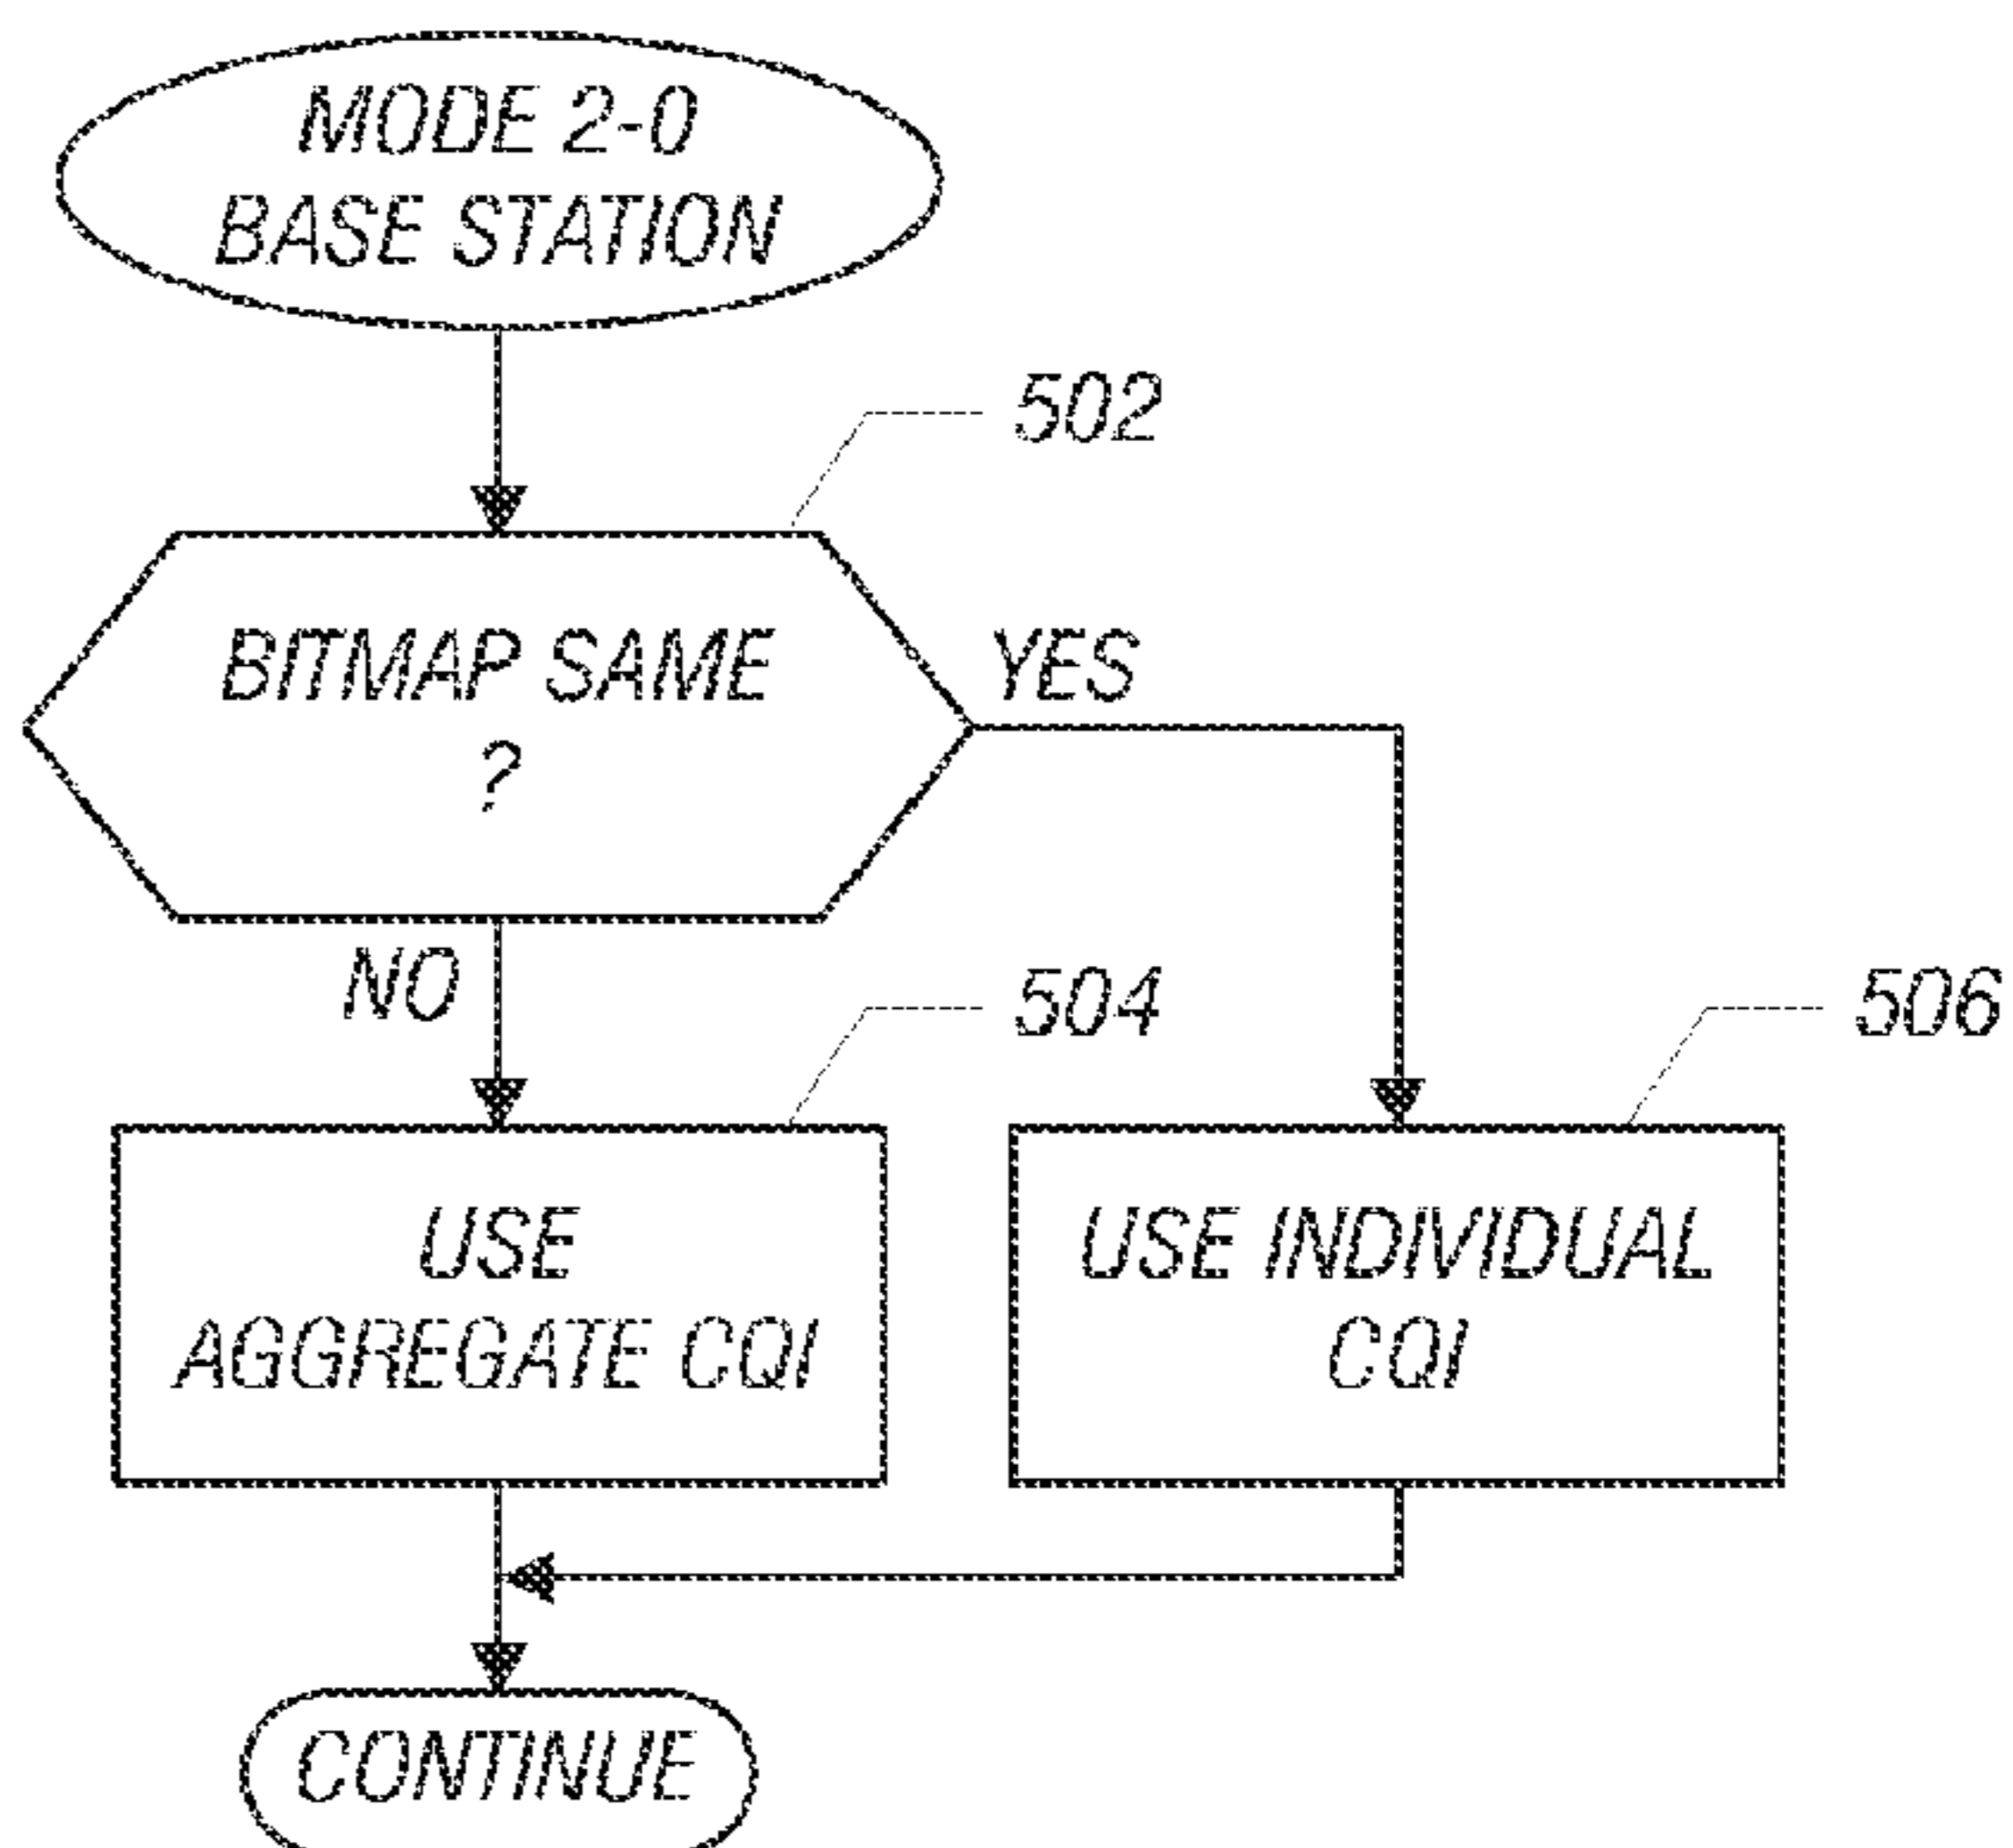 MODE 2-0
BASE STATION
502
BITMAP SAME
?
YES
NO
504
506
USE
AGGREGATE CQI
USE INDIVIDUAL
CQI
CONTINUE